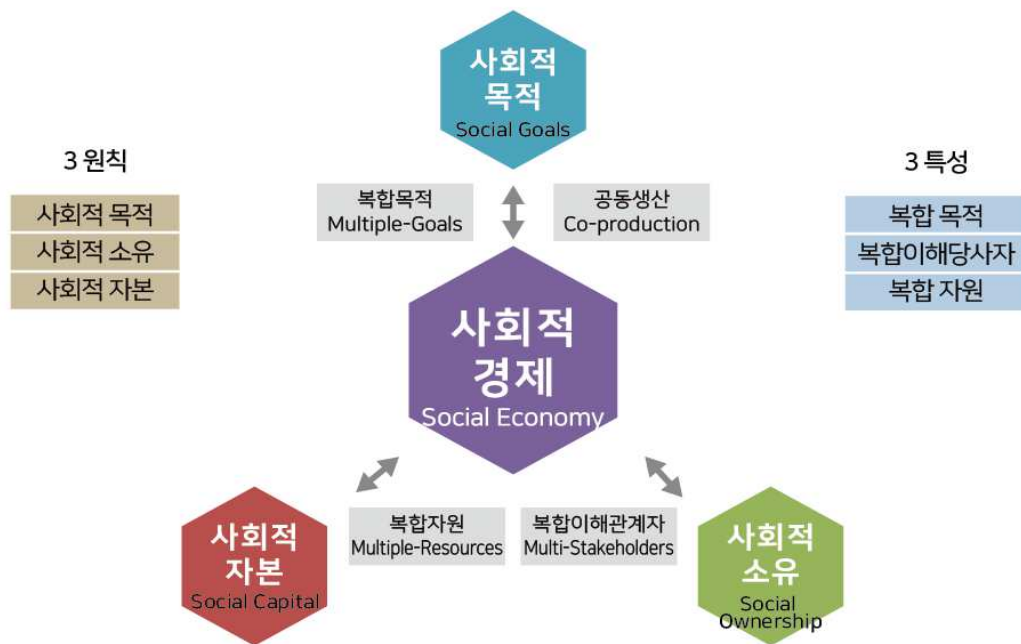 사회적
목적
Social Goals
3 원칙
사회적 목적
사회적 소유
사회적 자본
복합목적
Multiple-Goals
공동생산
Co-production
3 특성
복합 목적
복합이해당사자
복합 자원
사회적
경제
Social Economy
사회적
자본
Social Capital
복합자원
Multiple-Resources
복합이해관계자
Multi-Stakeholders
사회적
소유
Social
Ownership